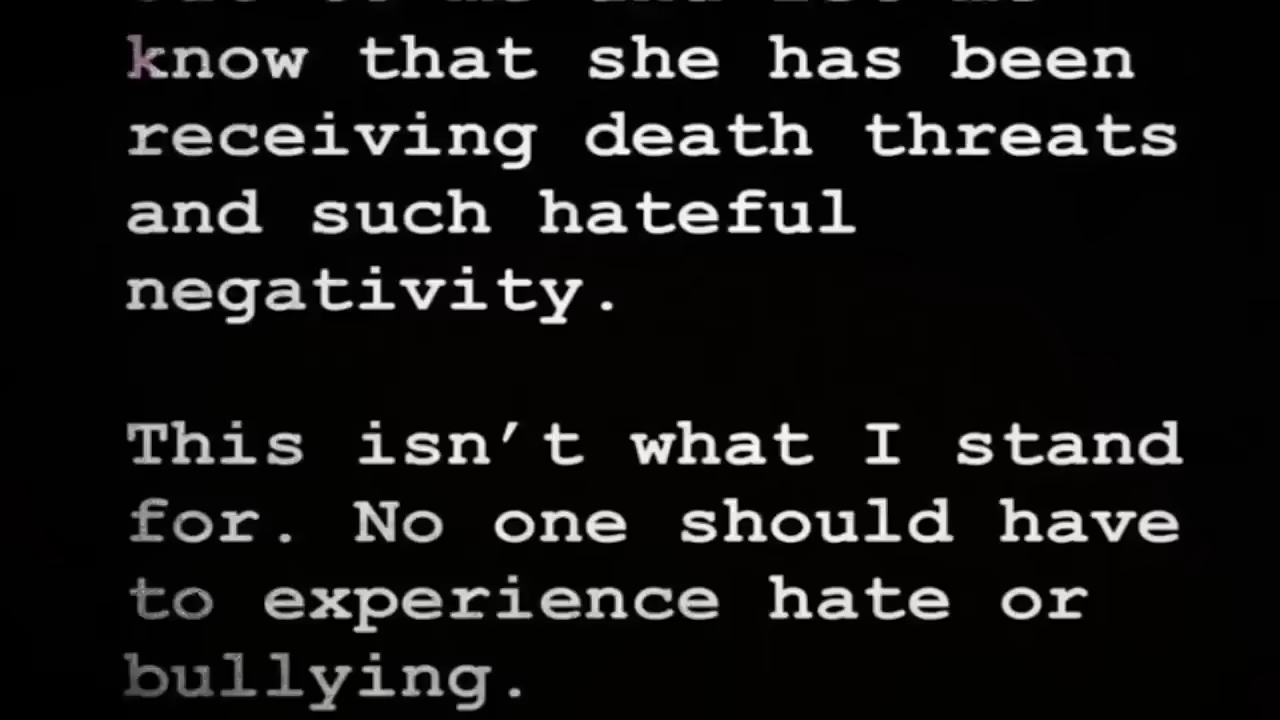 know that she has been
receiving death threats
and such hateful
negativity.
This isn’t what I stand
for. No one should have
to experience hate or
bullying.